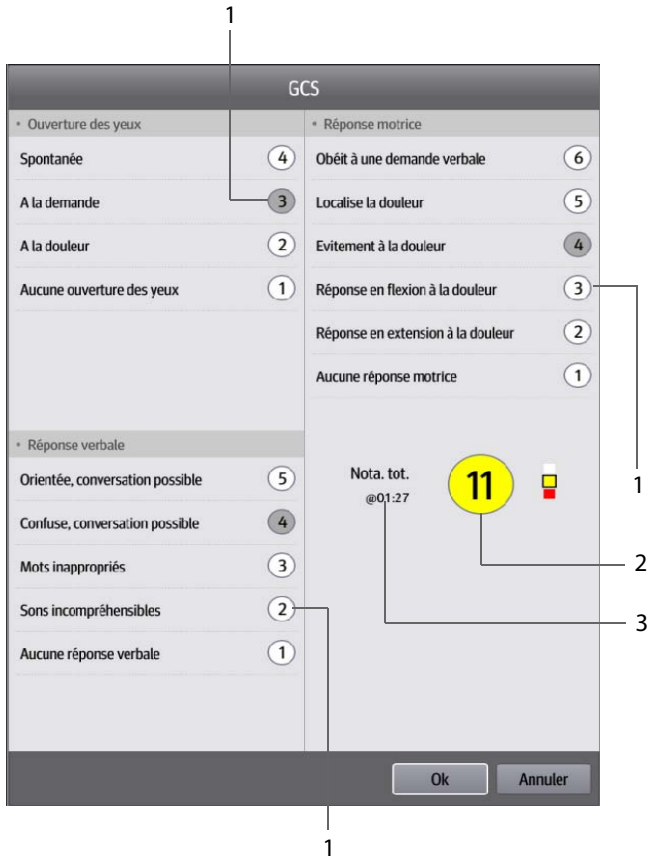 1
GCS
• Ouverture des yeux
Spontanée 4
A la demande 3
A la douleur 2
Aucune ouverture des yeux 1
• Réponse motrice
Obéit à une demande verbale 6
Localise la douleur 5
Evitement à la douleur 4
Réponse en flexion à la douleur 3
Réponse en extension à la douleur 2
Aucune réponse motrice 1
1
• Réponse verbale
Orientée, conversation possible 5
Confuse, conversation possible 4
Mots inappropriés 3
Sons incompréhensibles 2
Aucune réponse verbale 1
Nota. tot. 11
@01:27
2
3
Ok Annuler
1